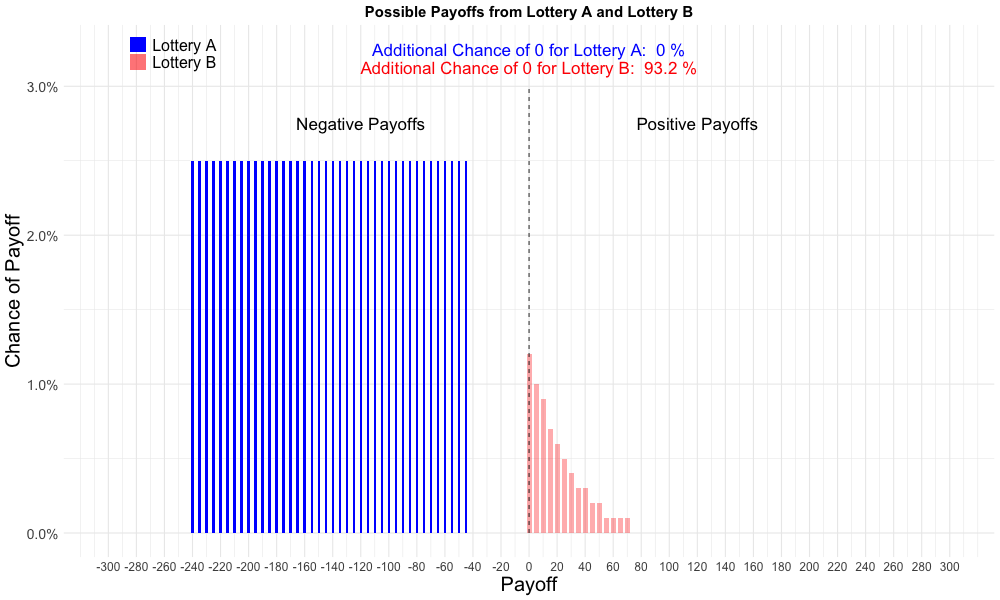 Possible Payoffs from Lottery A and Lottery B
Lottery A
Lottery B
Additional Chance of 0 for Lottery A:  0 %
Additional Chance of 0 for Lottery B:  93.2 %
Negative Payoffs
Positive Payoffs
Chance of Payoff
3.0%
2.0%
1.0%
0.0%
-300 -280 -260 -240 -220 -200 -180 -160 -140 -120 -100 -80 -60 -40 -20 0 20 40 60 80 100 120 140 160 180 200 220 240 260 280 300
Payoff